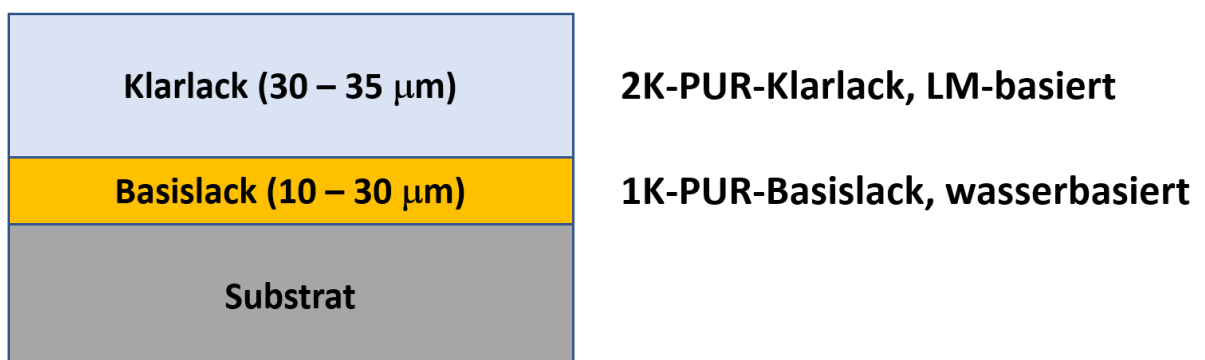 Klarlack (30 – 35 μm)
2K-PUR-Klarlack, LM-basiert
Basislack (10 – 30 μm)
1K-PUR-Basislack, wasserbasiert
Substrat